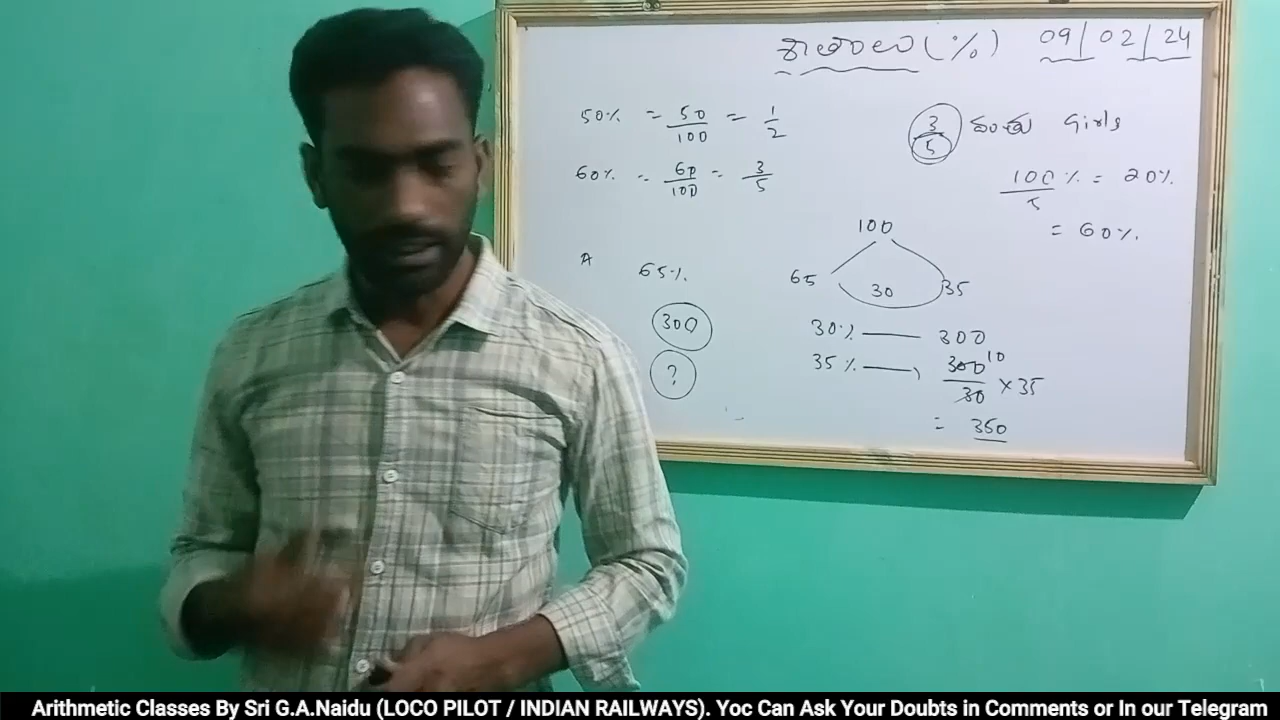 శాతాలు (%) 09/02/24
50% = 50/100 = 1/2
60% = 60/100 = 3/5
3/5 వంతు Girls
100/5 % = 20%
= 60%
A 65%
300
?
100
65 30 35
30% — 300
35% — 300/30 × 35
10
= 350
Arithmetic Classes By Sri G.A.Naidu (LOCO PILOT / INDIAN RAILWAYS). Yoc Can Ask Your Doubts in Comments or In our Telegram